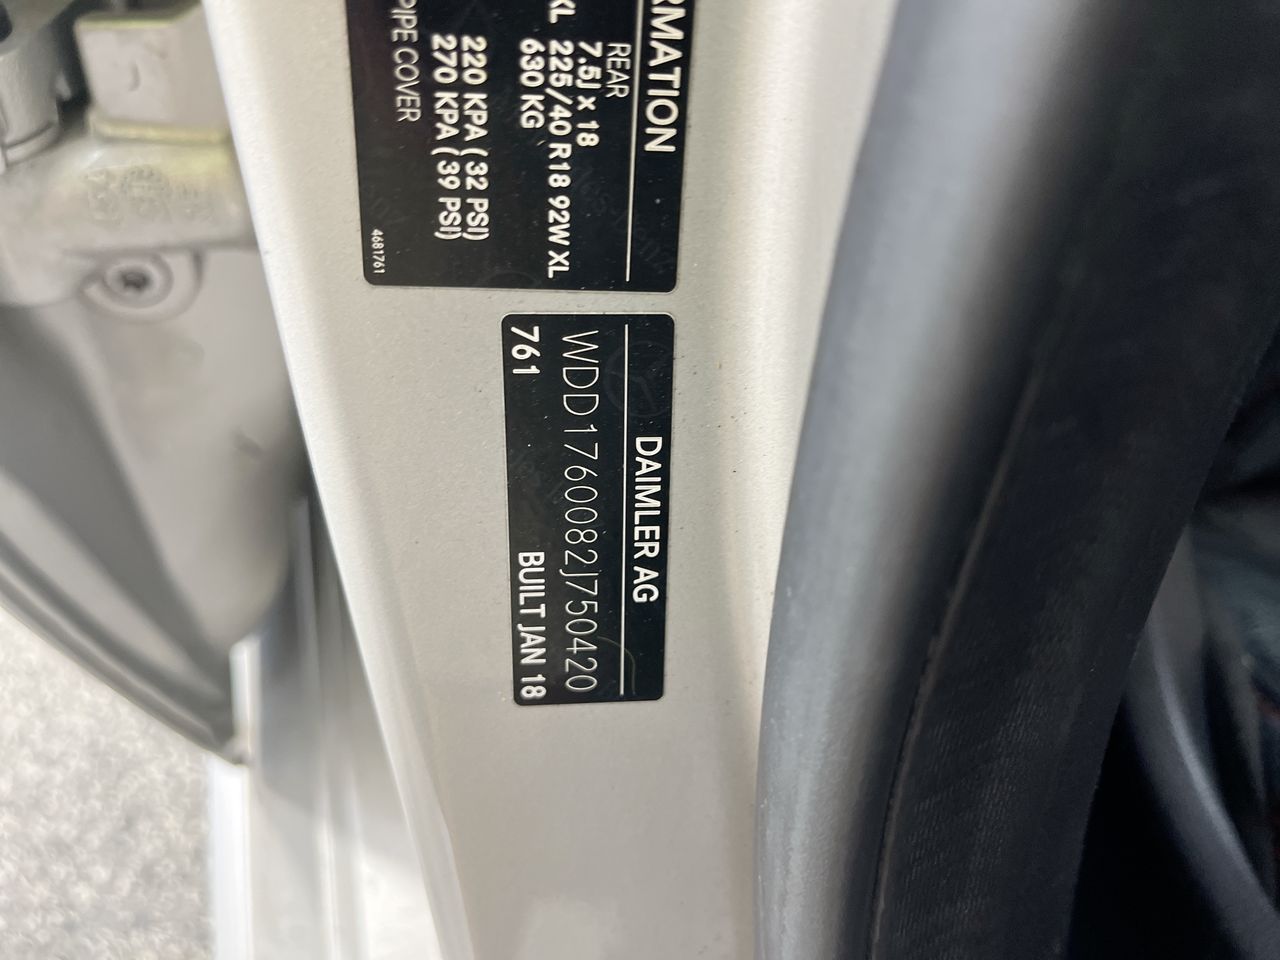 RMATION
REAR
7.5J x 18
XL 225/40 R18 92W XL
630 KG
220 KPA ( 32 PSI)
270 KPA ( 39 PSI)
PIPE COVER
4681761
DAIMLER AG
WDD1760082J750420
761 BUILT JAN 18